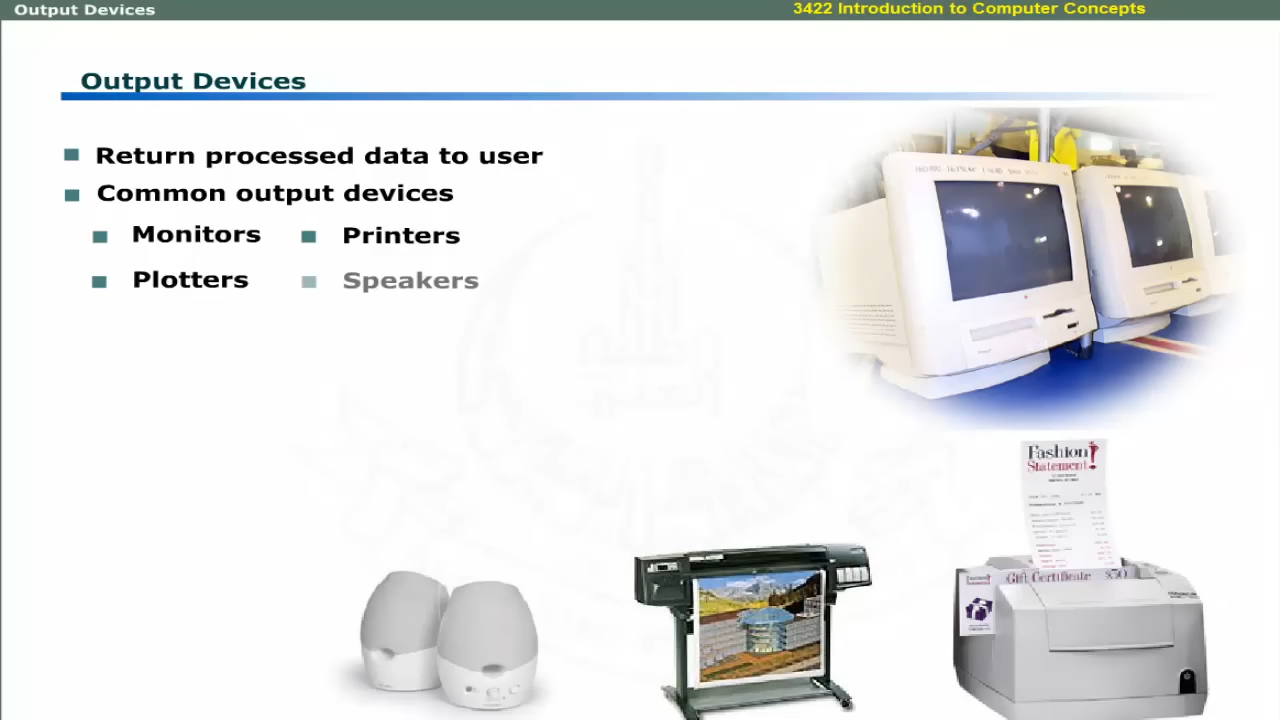 Output Devices
3422 Introduction to Computer Concepts
Output Devices
Return processed data to user
Common output devices
Monitors
Printers
Plotters
Speakers
Fashion
Statement!
Gift Certificate $50